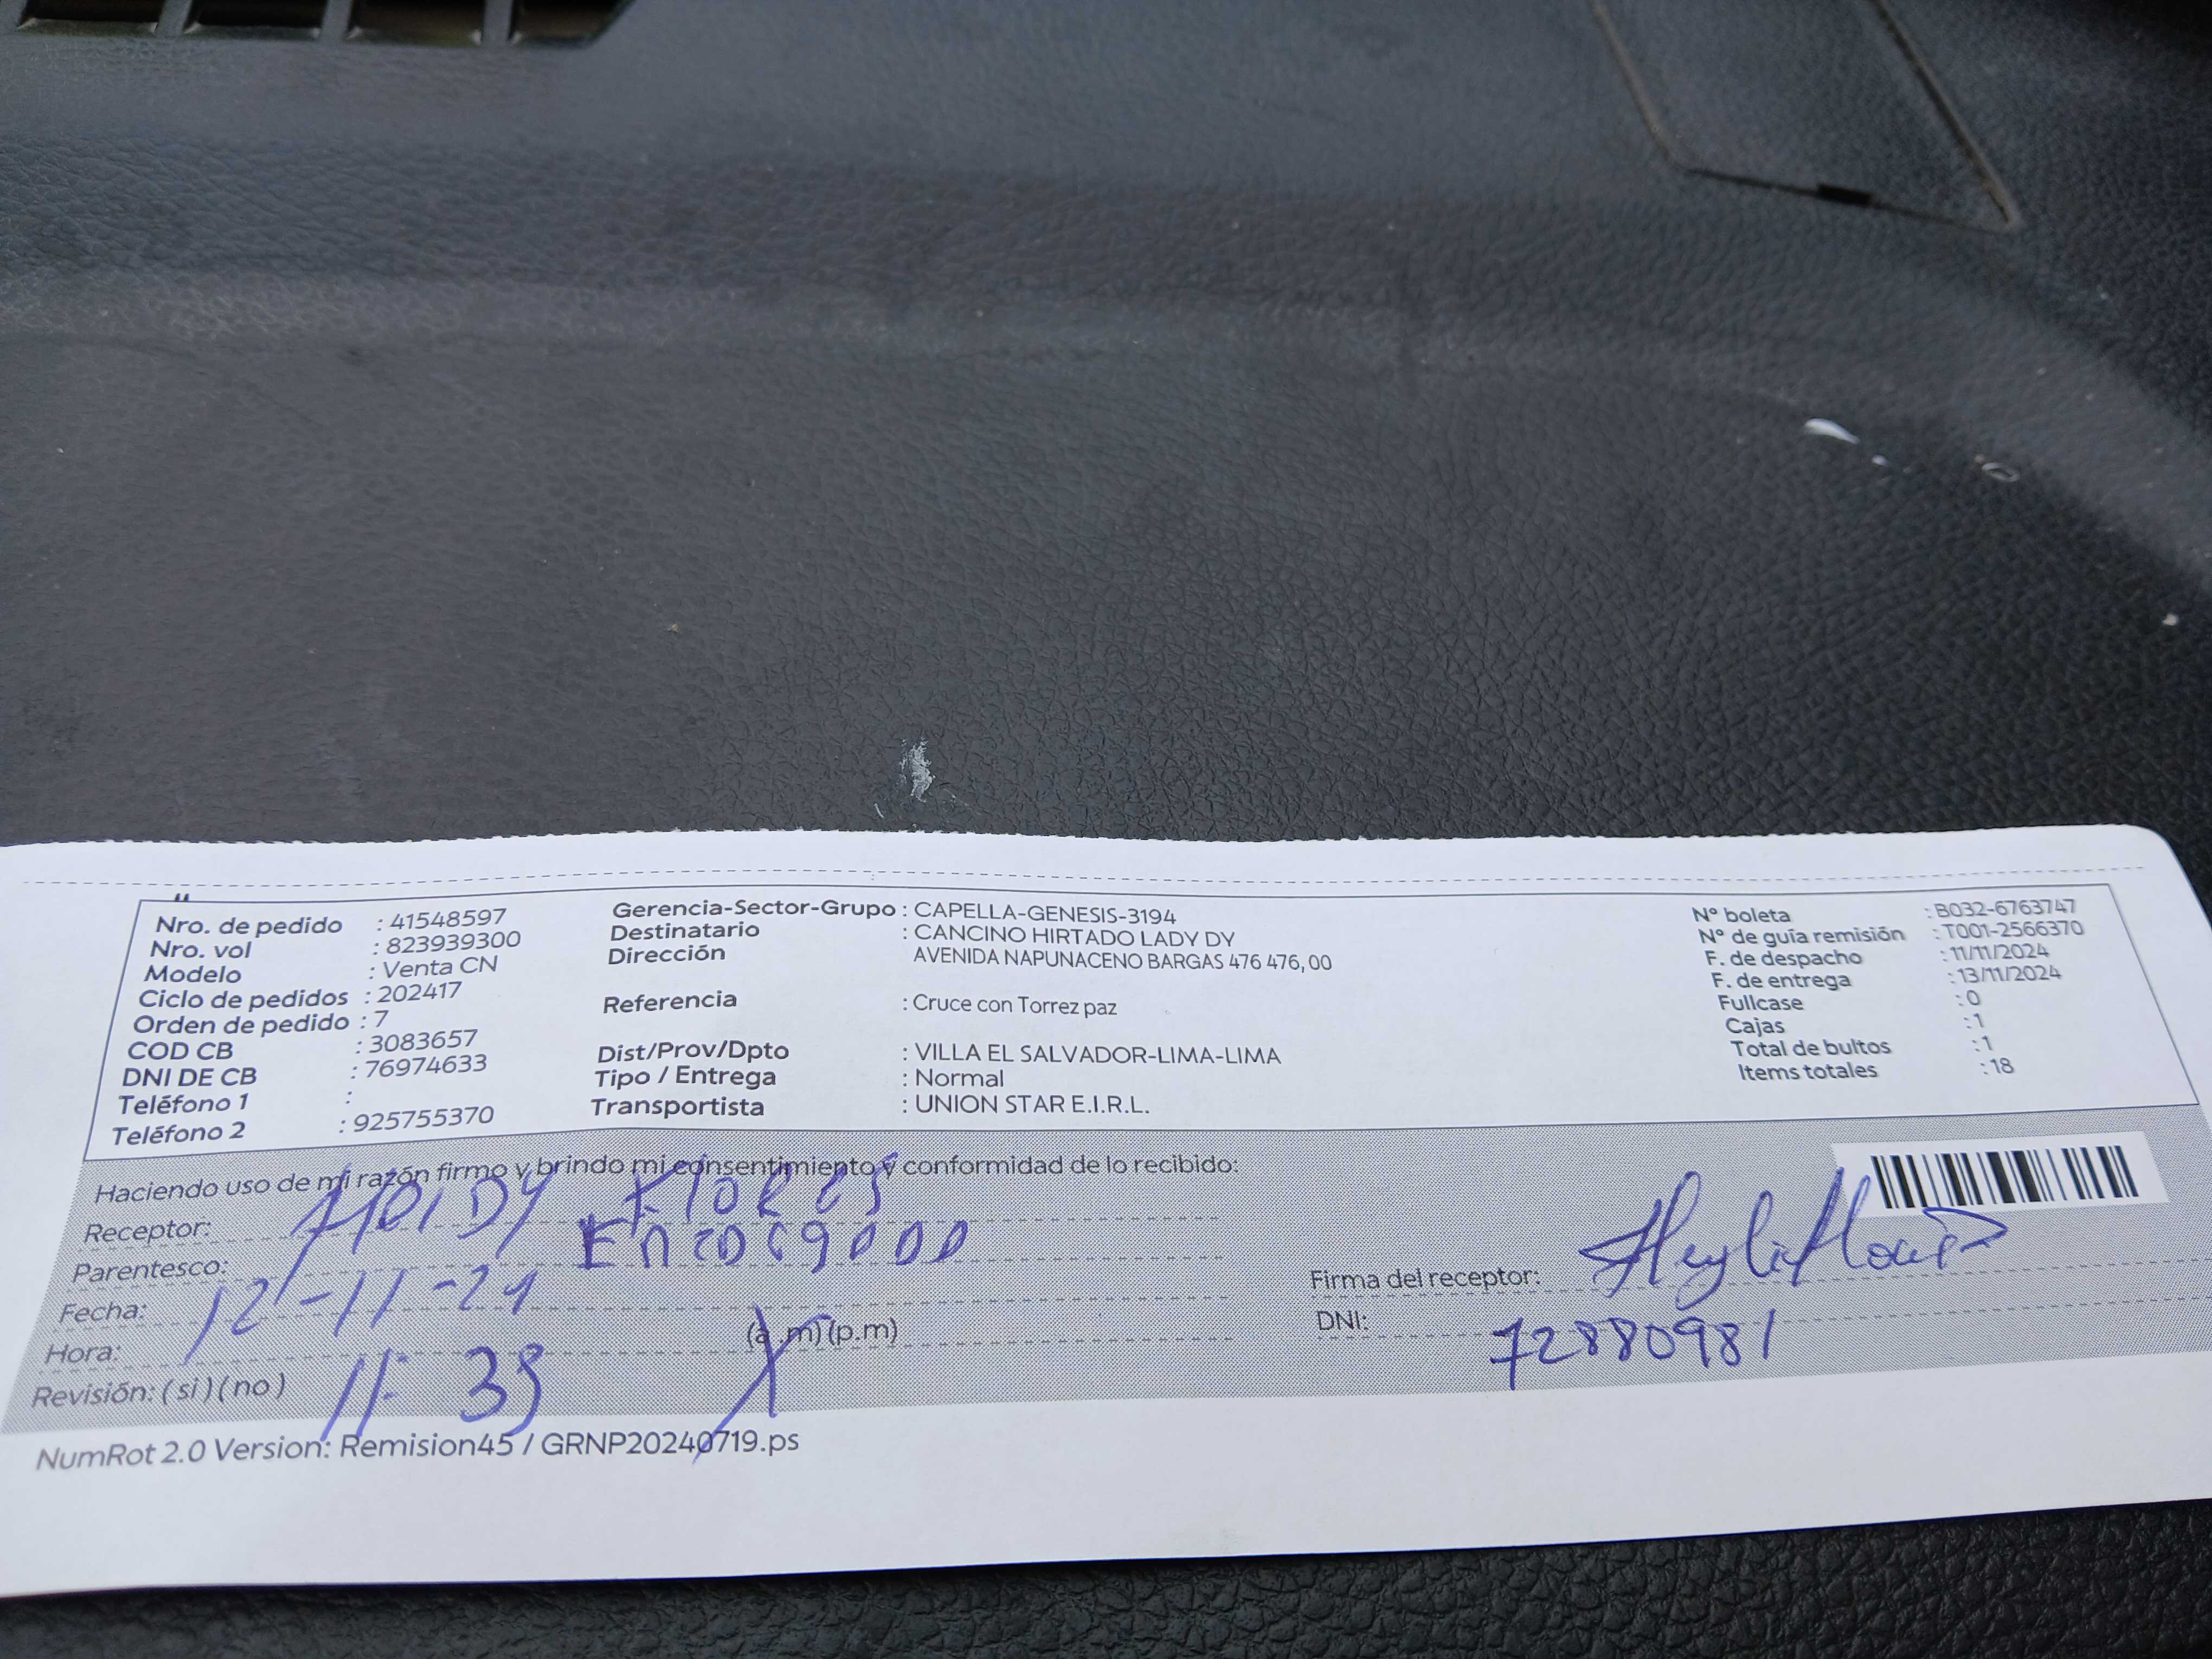 Nro. de pedido : 41548597
Nro. vol : 823939300
Modelo : Venta CN
Ciclo de pedidos : 202417
Orden de pedido : 7
COD CB : 3083657
DNI DE CB : 76974633
Teléfono 1 :
Teléfono 2 : 925755370
Gerencia-Sector-Grupo : CAPELLA-GENESIS-3194
Destinatario : CANCINO HIRTADO LADY DY
Dirección AVENIDA NAPUNACENO BARGAS 476 476,00
Referencia : Cruce con Torrez paz
Dist/Prov/Dpto : VILLA EL SALVADOR-LIMA-LIMA
Tipo / Entrega : Normal
Transportista : UNION STAR E.I.R.L.
N° boleta : B032-6763747
N° de guía remisión : T001-2566370
F. de despacho : 11/11/2024
F. de entrega : 13/11/2024
Fullcase : 0
Cajas : 1
Total de bultos : 1
Items totales : 18
Haciendo uso de mi razón firmo y brindo mi consentimiento y conformidad de lo recibido:
Receptor: FlORES
Parentesco:
Fecha: 12-11-24
Hora: 11:39 (a.m) (p.m)
Revisión: (si) (no)
Firma del receptor:
DNI: 72880981
NumRot 2.0 Version: Remision45 / GRNP20240719.ps